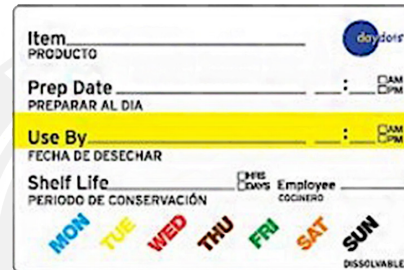 Item
daydots
PRODUCTO
Prep Date : AM
PM
PREPARAR AL DIA
Use By : AM
PM
FECHA DE DESECHAR
Shelf Life HRS
DAYS Employee
PERIODO DE CONSERVACIÓN COCINERO
MON TUE WED THU FRI SAT SUN
DISSOLVABLE